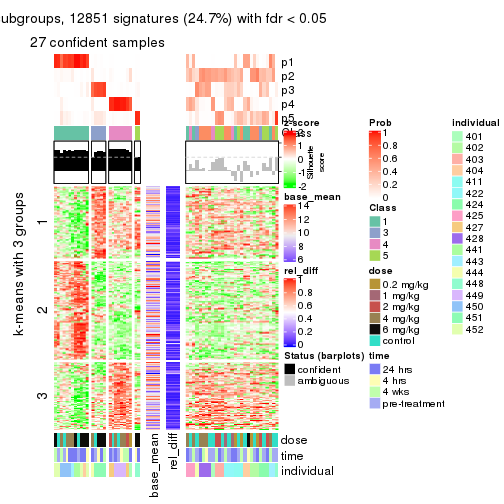 ubgroups, 12851 signatures (24.7%) with fdr < 0.05
27 confident samples
p1
p2
p3
p4
p5
Class
Silhouette
score
k-means with 3 groups
1
2
3
base_mean
rel_diff
dose
time
individual
z-score
2
0
-2
base_mean
14
12
10
8
6
rel_diff
1
0.8
0.6
0.4
0.2
0
Status (barplots)
confident
ambiguous
Prob
1
0.8
0.6
0.4
0.2
0
Class
1
3
4
5
dose
0.2 mg/kg
1 mg/kg
2 mg/kg
4 mg/kg
6 mg/kg
control
time
24 hrs
4 hrs
4 wks
pre-treatment
individual
401
402
403
404
411
422
424
425
427
428
441
443
444
448
449
450
451
452